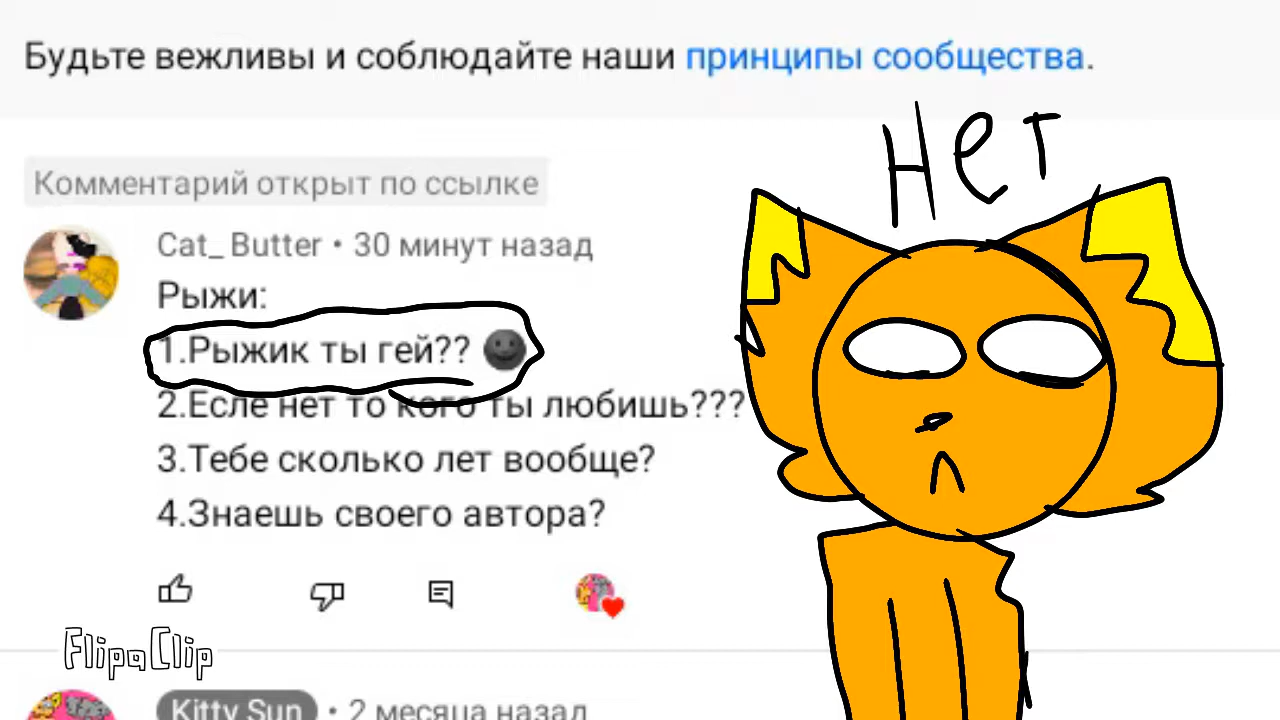 Будьте вежливы и соблюдайте наши принципы сообщества.
Нет
Комментарий открыт по ссылке
Cat_ Butter • 30 минут назад
Рыжи:
1.Рыжик ты гей??
2.Есле нет то кого ты любишь???
3.Тебе сколько лет вообще?
4.Знаешь своего автора?
FlipaClip
Kitty Sun • 2 месяца назад